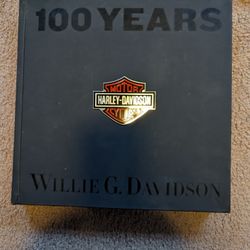 100 YEARS
MOTOR
HARLEY-DAVIDSON
CYCLES
WILLIE G. DAVIDSON